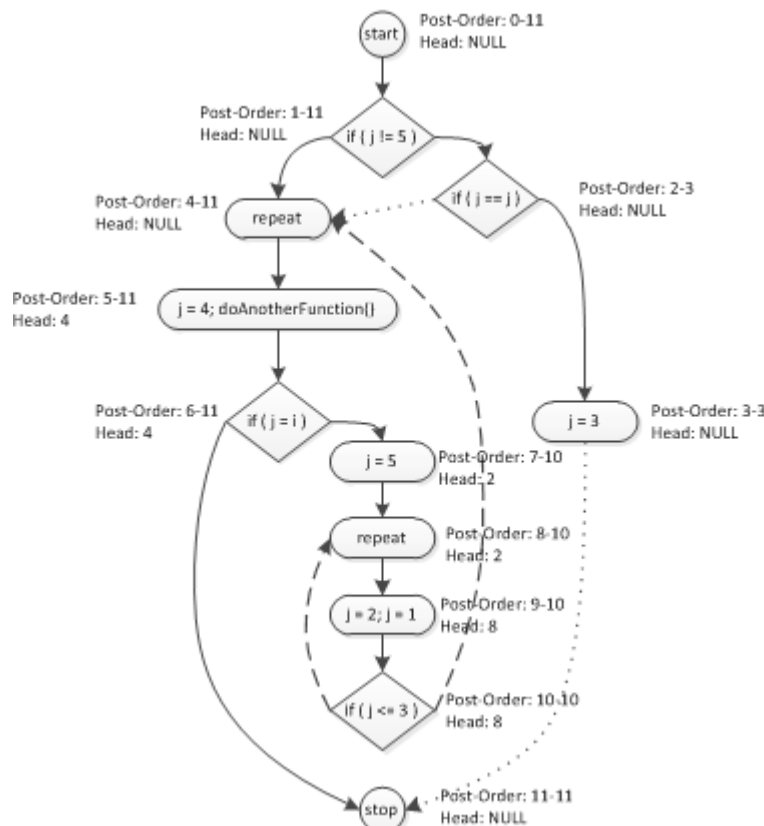 start
Post-Order: 0-11
Head: NULL
Post-Order: 1-11
Head: NULL
if ( j != 5 )
if ( j == j )
Post-Order: 2-3
Head: NULL
Post-Order: 4-11
Head: NULL
repeat
Post-Order: 5-11
Head: 4
j = 4; doAnotherFunction()
Post-Order: 6-11
Head: 4
if ( j = i )
j = 3
Post-Order: 3-3
Head: NULL
j = 5
Post-Order: 7-10
Head: 2
repeat
Post-Order: 8-10
Head: 2
j = 2; j = 1
Post-Order: 9-10
Head: 8
if ( j <= 3 )
Post-Order: 10-10
Head: 8
stop
Post-Order: 11-11
Head: NULL